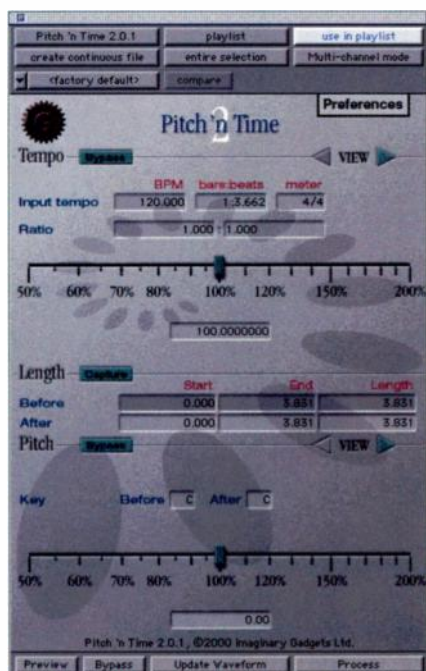 Pitch 'n Time 2.0.1 playlist use in playlist
create continuous file entire selection Multi-channel mode
<factory default> compare
Preferences
Pitch 'n Time
2
Tempo Bypass VIEW
BPM bars:beats meter
Input tempo 120.000 1:3.662 4/4
Ratio 1.000 : 1.000
50% 60% 70% 80% 100% 120% 150% 200%
100.0000000
Length Capture
Start End Length
Before 0.000 3.831 3.831
After 0.000 3.831 3.831
Pitch Bypass VIEW
Key Before C After C
50% 60% 70% 80% 100% 120% 150% 200%
0.00
Pitch 'n Time 2.0.1, ©2000 Imaginary Gadgets Ltd.
Preview Bypass Update Waveform Process